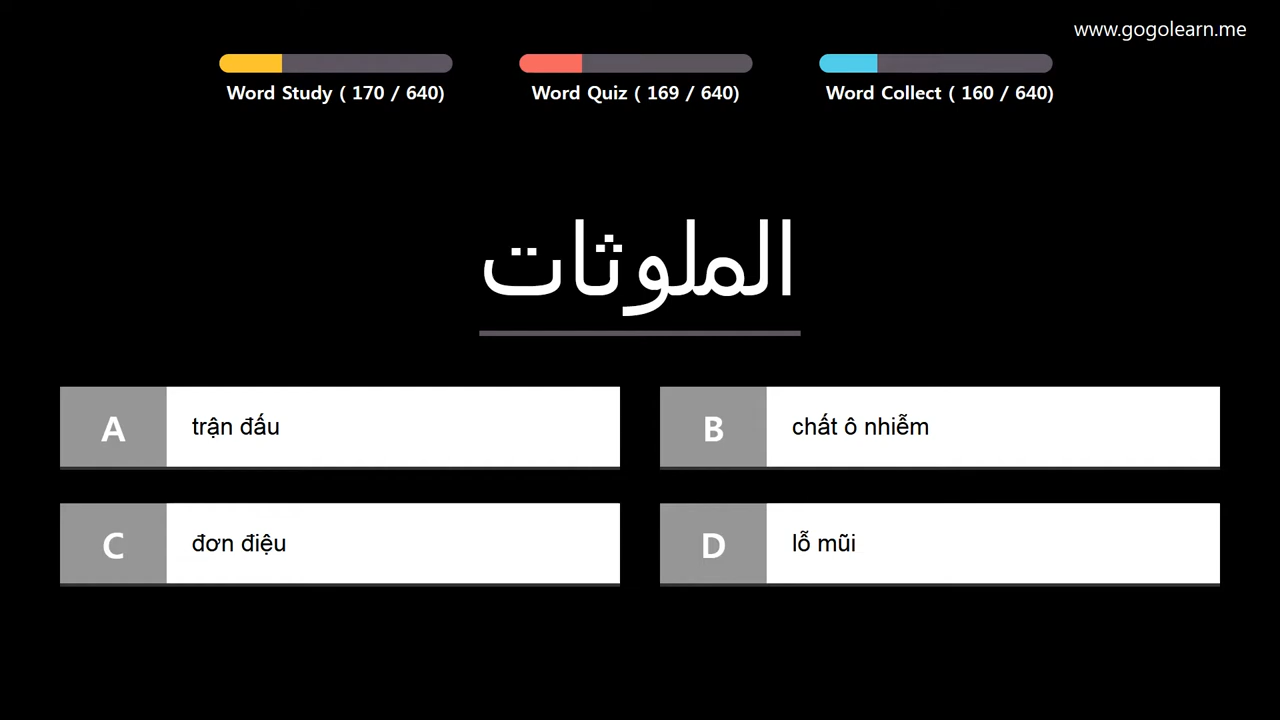 www.gogolearn.me
Word Study ( 170 / 640)
Word Quiz ( 169 / 640)
Word Collect ( 160 / 640)
الملوثات
A trận đấu
B chất ô nhiễm
C đơn điệu
D lỗ mũi